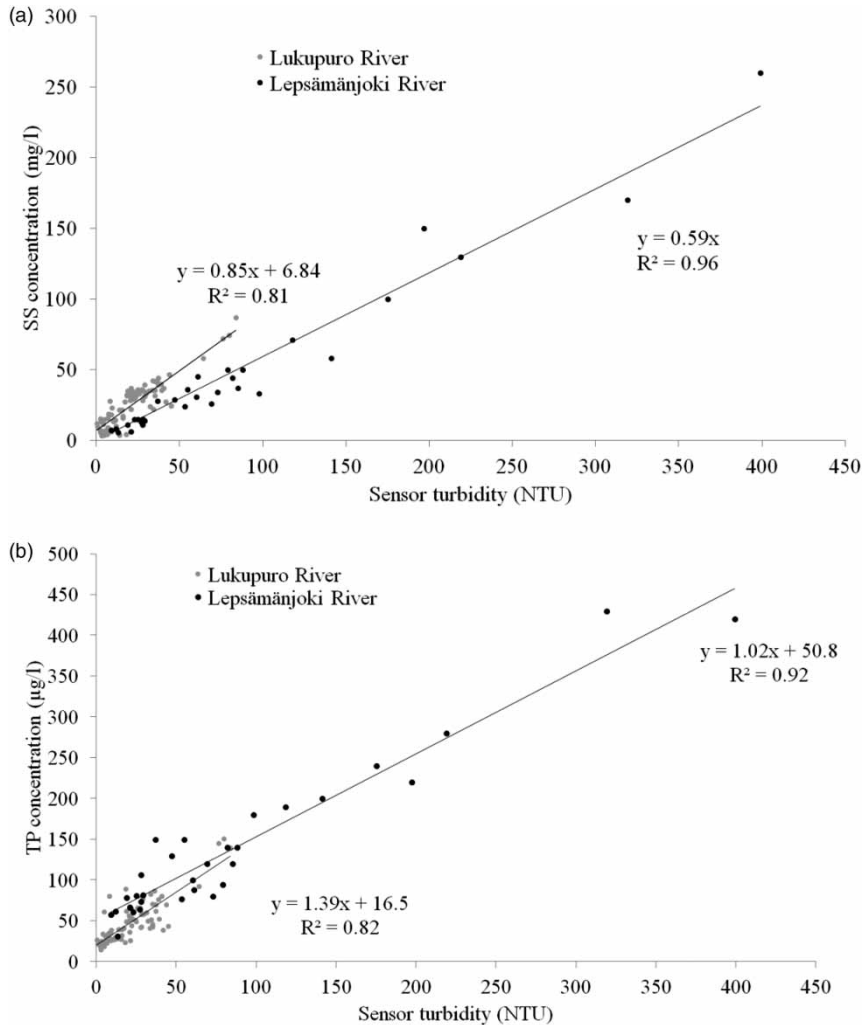 (a)
300
250
200
150
100
50
0
SS concentration (mg/l)
Lukupuro River
Lepsämänjoki River
y = 0.85x + 6.84
R² = 0.81
y = 0.59x
R² = 0.96
0 50 100 150 200 250 300 350 400 450
Sensor turbidity (NTU)
(b)
500
450
400
350
300
250
200
150
100
50
0
TP concentration (µg/l)
Lukupuro River
Lepsämänjoki River
y = 1.02x + 50.8
R² = 0.92
y = 1.39x + 16.5
R² = 0.82
0 50 100 150 200 250 300 350 400 450
Sensor turbidity (NTU)